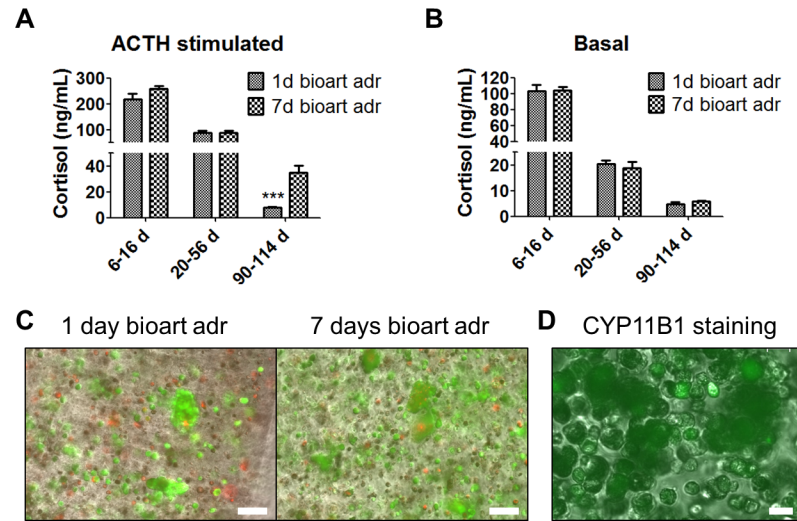 A
ACTH stimulated
Cortisol (ng/mL)
300
200
100
40
20
0
***
1d bioart adr
7d bioart adr
6-16 d
20-56 d
90-114 d
B
Basal
Cortisol (ng/mL)
120
100
80
60
40
20
10
0
1d bioart adr
7d bioart adr
6-16 d
20-56 d
90-114 d
C
1 day bioart adr
7 days bioart adr
D
CYP11B1 staining